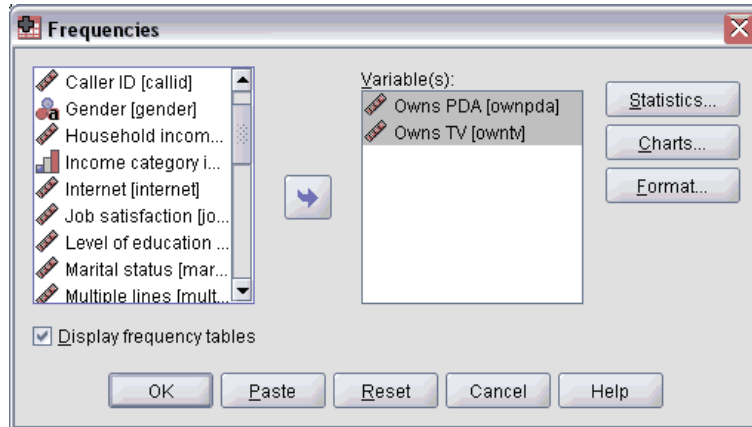 Frequencies
Caller ID [callid]
Gender [gender]
Household incom...
Income category i...
Internet [internet]
Job satisfaction [jo...
Level of education ...
Marital status [mar...
Multiple lines [mult...
Variable(s):
Owns PDA [ownpda]
Owns TV [owntv]
Statistics...
Charts...
Format...
Display frequency tables
OK
Paste
Reset
Cancel
Help